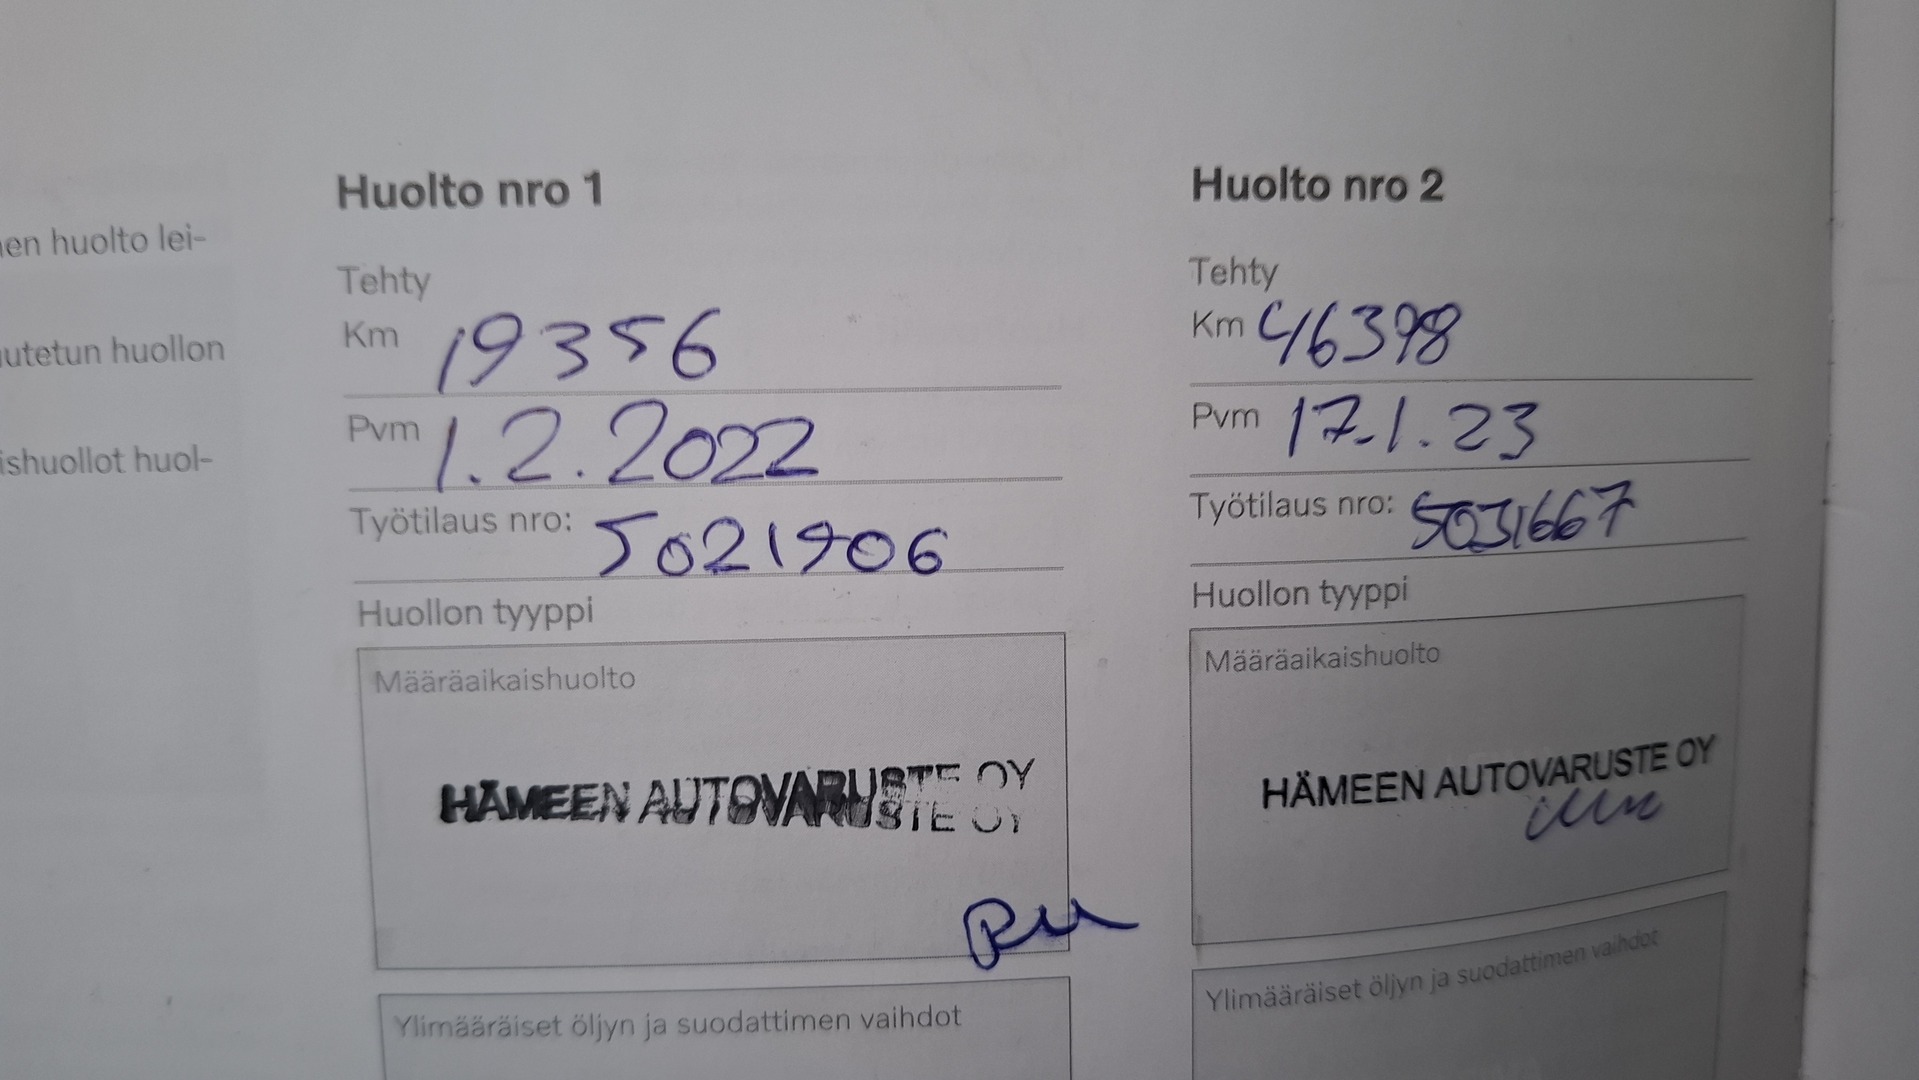 en huolto lei-
utetun huollon
ishuollot huol-
Huolto nro 1
Tehty
Km 19356
Pvm 1.2.2022
Työtilaus nro: 5021906
Huollon tyyppi
Määräaikaishuolto
HÄMEEN AUTOVARUSTE OY
Ylimääräiset öljyn ja suodattimen vaihdot
Huolto nro 2
Tehty
Km 46398
Pvm 17.1.23
Työtilaus nro: 5031667
Huollon tyyppi
Määräaikaishuolto
HÄMEEN AUTOVARUSTE OY
Ylimääräiset öljyn ja suodattimen vaihdot